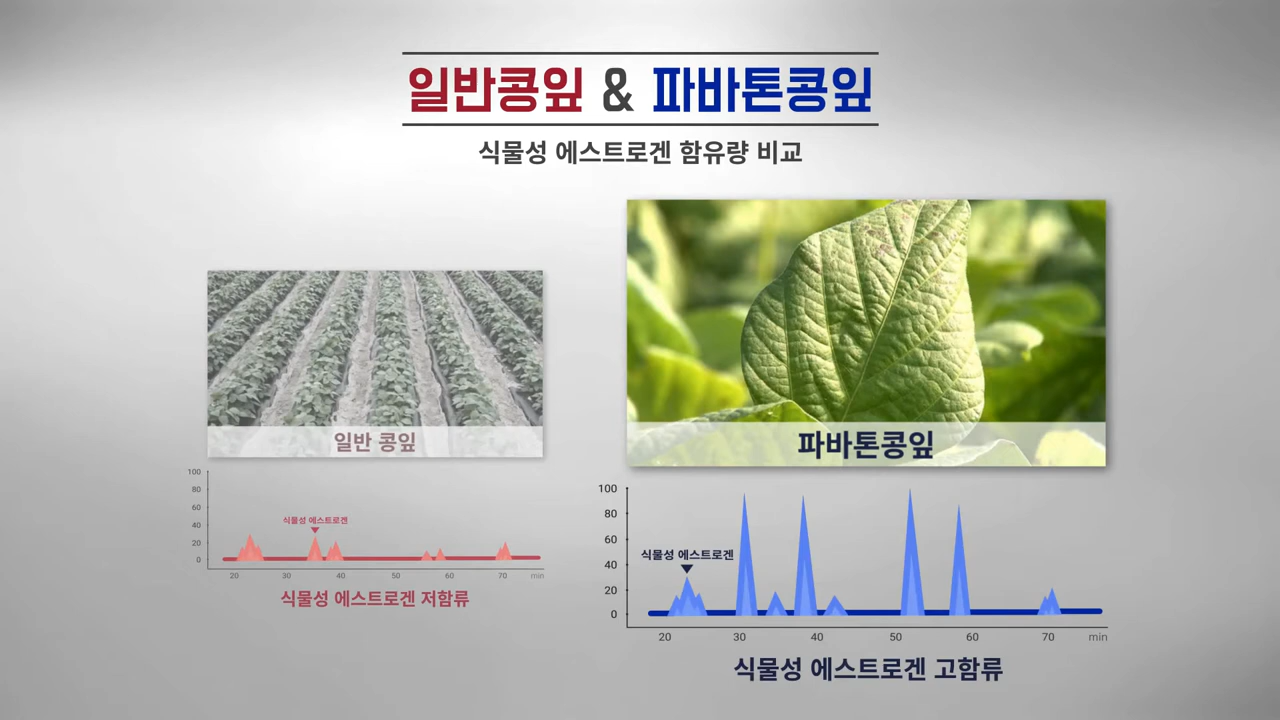 일반콩잎 & 파바톤콩잎
식물성 에스트로겐 함유량 비교
일반 콩잎
100
80
60
40
20
0
식물성 에스트로겐
20 30 40 50 60 70 min
식물성 에스트로겐 저함류
파바톤콩잎
100
80
60
40
20
0
식물성 에스트로겐
20 30 40 50 60 70 min
식물성 에스트로겐 고함류